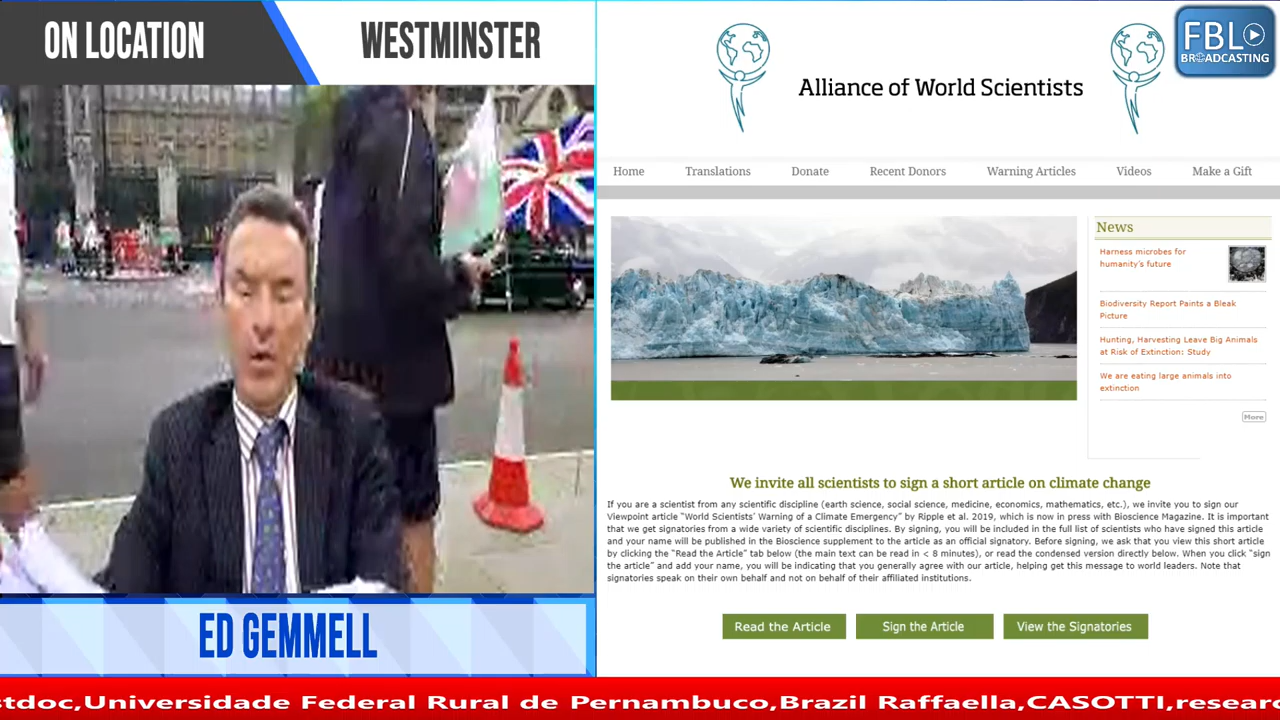 ON LOCATION
WESTMINSTER
ED GEMMELL
FBL
BROADCASTING
Alliance of World Scientists
Home Translations Donate Recent Donors Warning Articles Videos Make a Gift
News
Harness microbes for
humanity's future
Biodiversity Report Paints a Bleak
Picture
Hunting, Harvesting Leave Big Animals
at Risk of Extinction: Study
We are eating large animals into
extinction
More
We invite all scientists to sign a short article on climate change
If you are a scientist from any scientific discipline (earth science, social science, medicine, economics, mathematics, etc.), we invite you to sign our
Viewpoint article “World Scientists’ Warning of a Climate Emergency” by Ripple et al. 2019, which is now in press with Bioscience Magazine. It is important
that we get signatories from a wide variety of scientific disciplines. By signing, you will be included in the full list of scientists who have signed this article
and your name will be published in the Bioscience supplement to the article as an official signatory. Before signing, we ask that you view this short article
by clicking the “Read the Article” tab below (the main text can be read in < 8 minutes), or read the condensed version directly below. When you click “sign
the article” and add your name, you will be indicating that you generally agree with our article, helping get this message to world leaders. Note that
signatories speak on their own behalf and not on behalf of their affiliated institutions.
Read the Article Sign the Article View the Signatories
stdoc,Universidade Federal Rural de Pernambuco,Brazil Raffaella,CASOTTI,resear